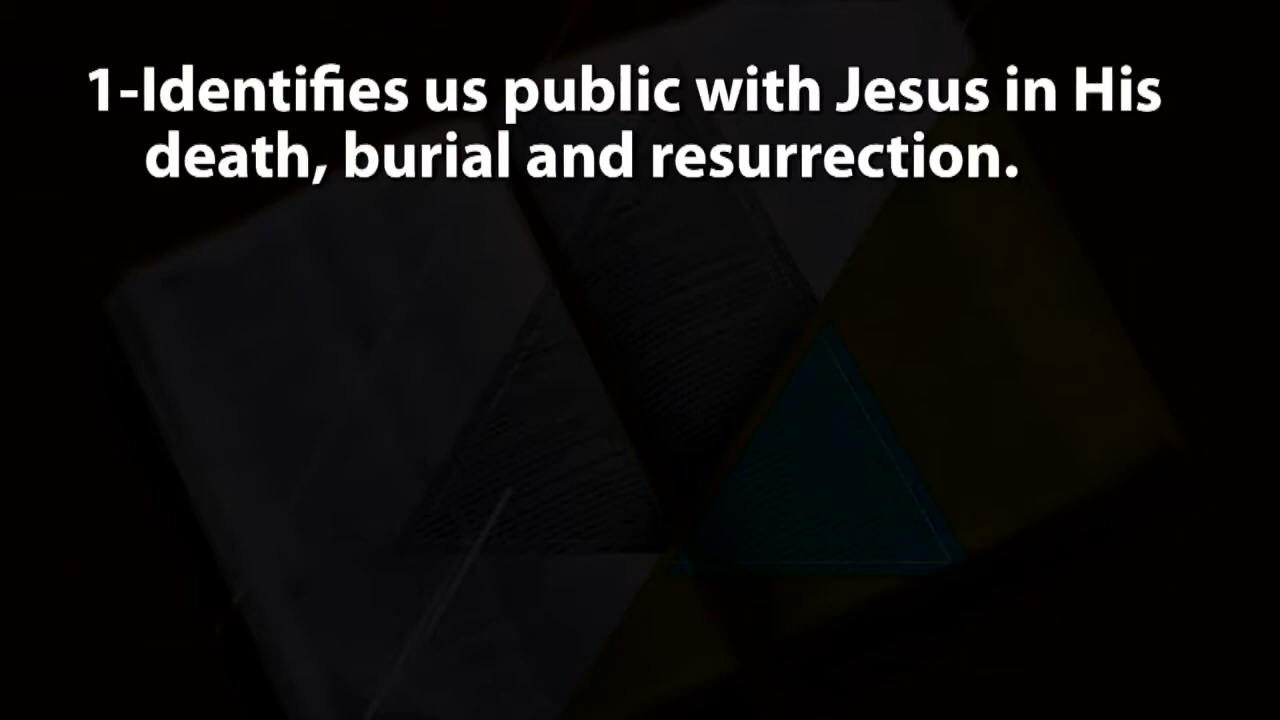 1-Identifies us public with Jesus in His
death, burial and resurrection.